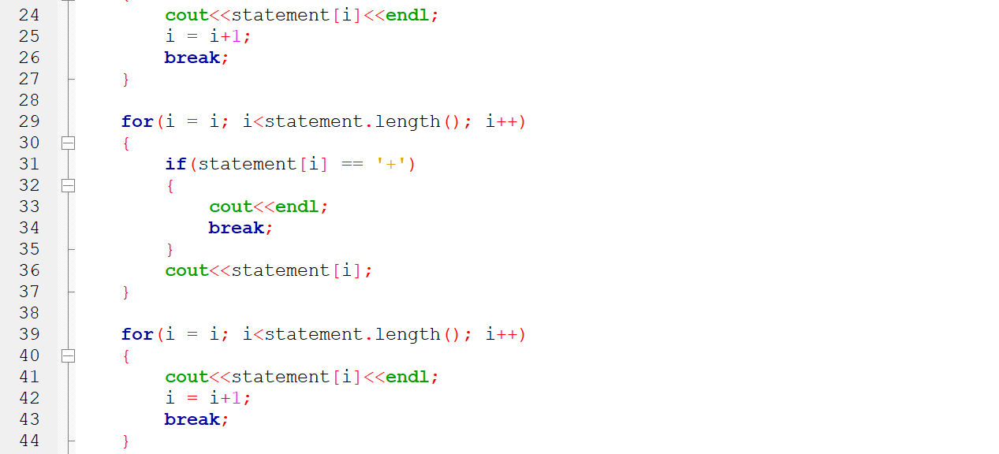 24 cout<<statement[i]<<endl;
25 i = i+1;
26 break;
27 }
28
29 for(i = i; i<statement.length(); i++)
30 {
31 if(statement[i] == '+')
32 {
33 cout<<endl;
34 break;
35 }
36 cout<<statement[i];
37 }
38
39 for(i = i; i<statement.length(); i++)
40 {
41 cout<<statement[i]<<endl;
42 i = i+1;
43 break;
44 }